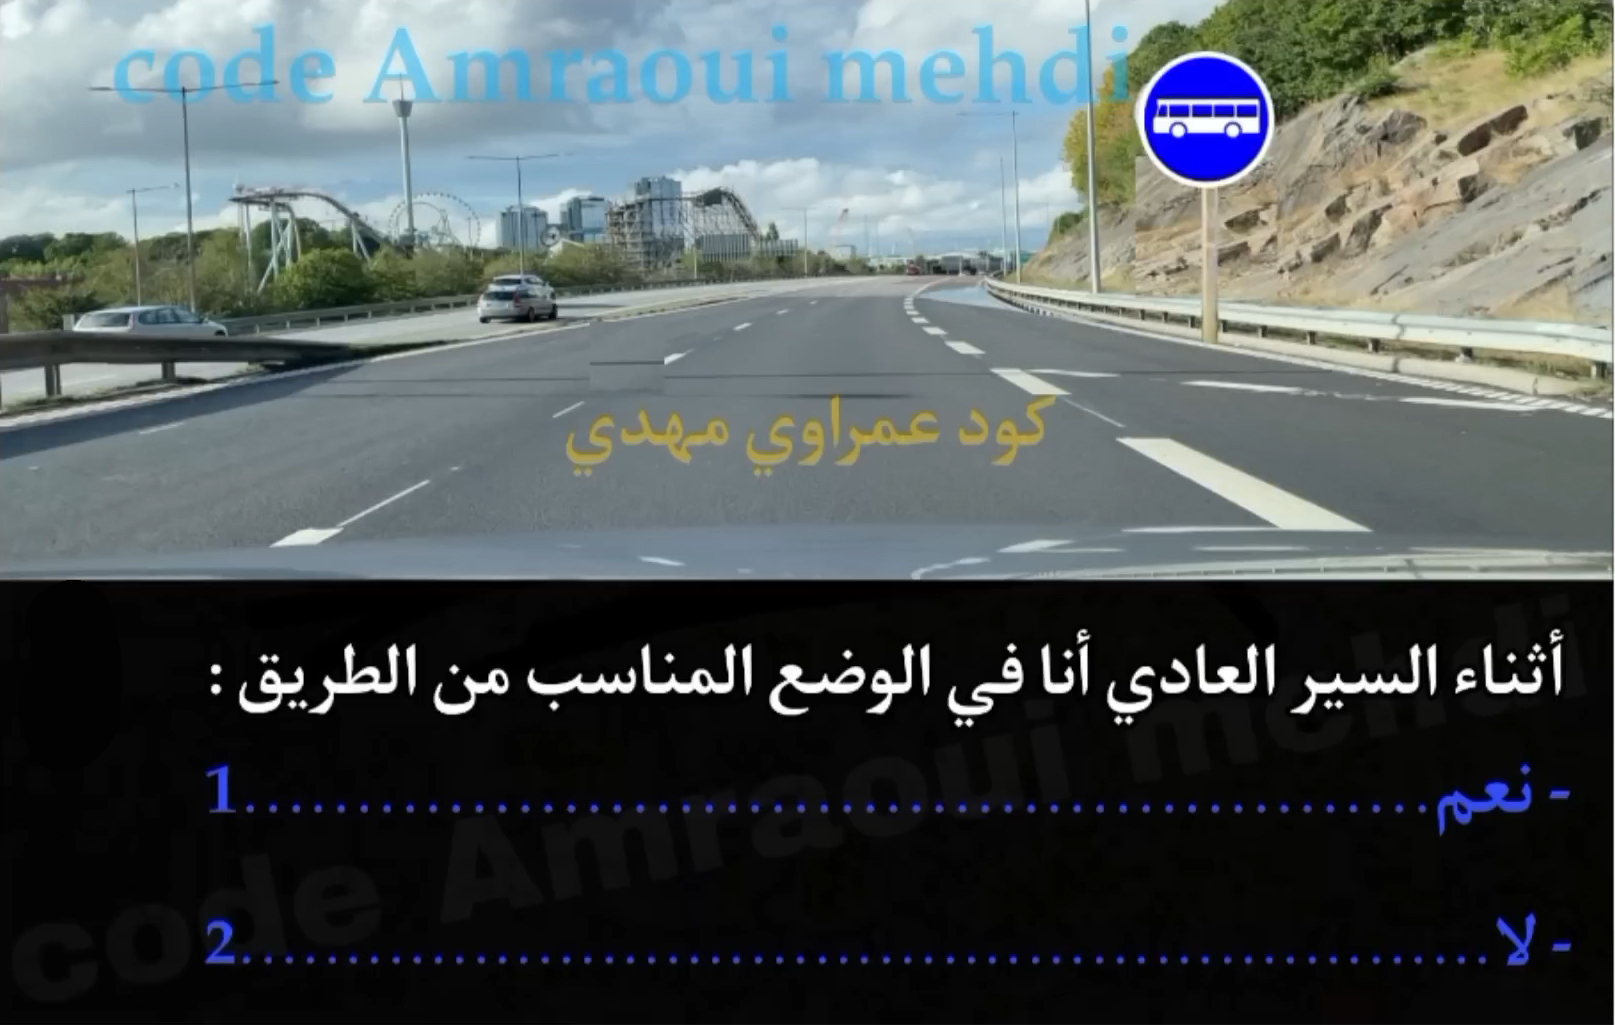 code Amraoui mehdi
كود عمراوي مهدي
أثناء السير العادي أنا في الوضع المناسب من الطريق :
- نعم..................................................1
- لا.....................................................2
code Amraoui mehdi